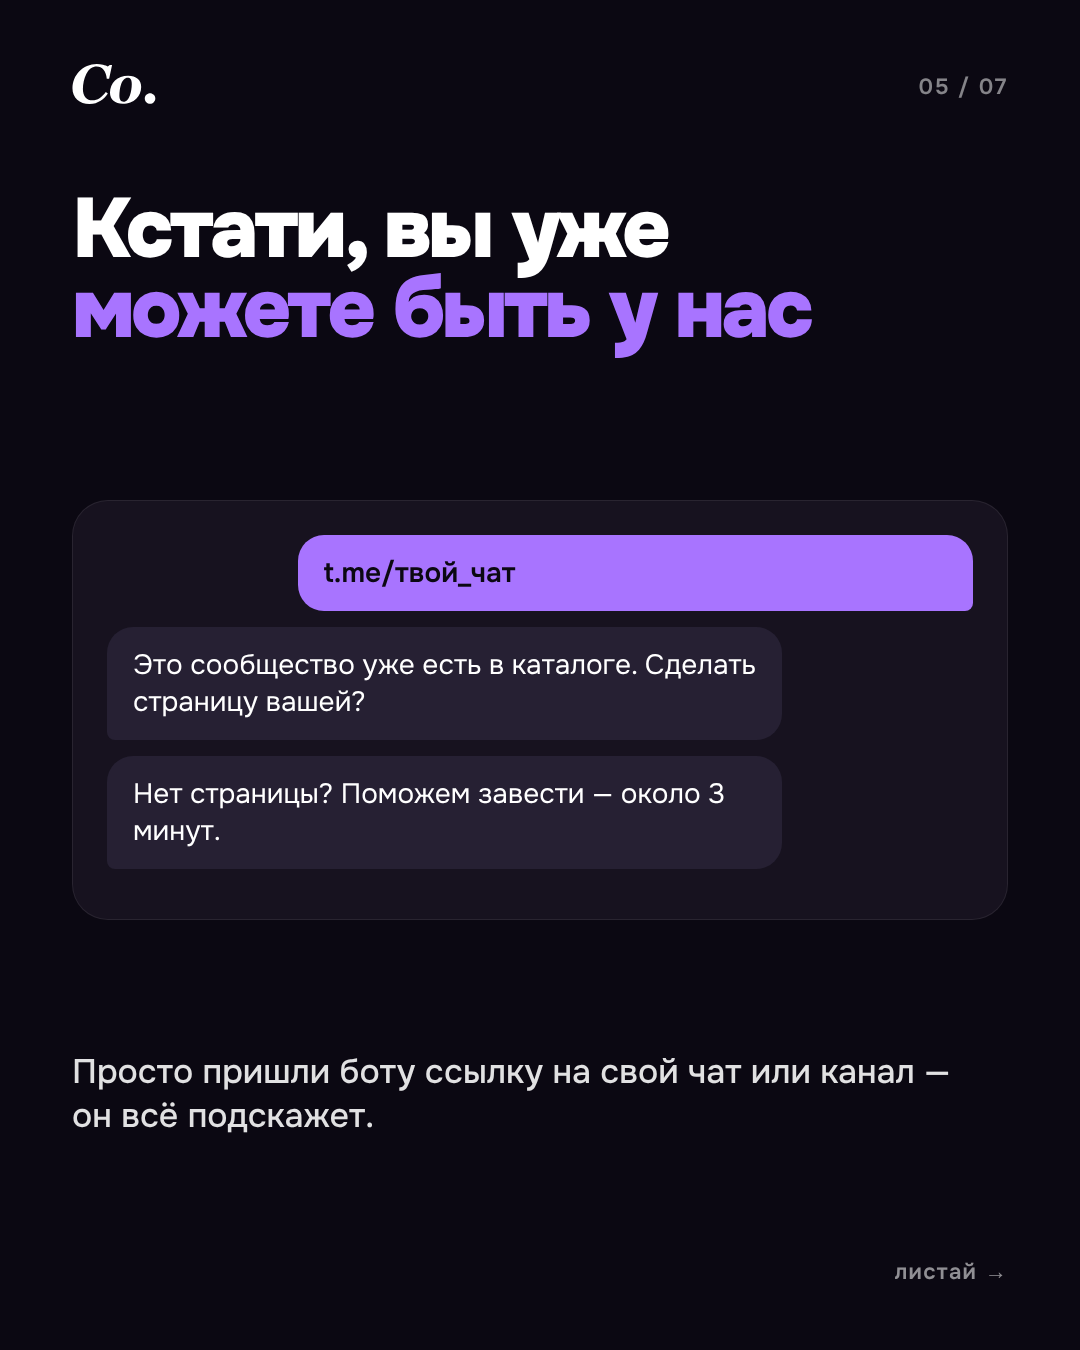 Co.
05 / 07
Кстати, вы уже
можете быть у нас
t.me/твой_чат
Это сообщество уже есть в каталоге. Сделать
страницу вашей?
Нет страницы? Поможем завести — около 3
минут.
Просто пришли боту ссылку на свой чат или канал —
он всё подскажет.
листай →